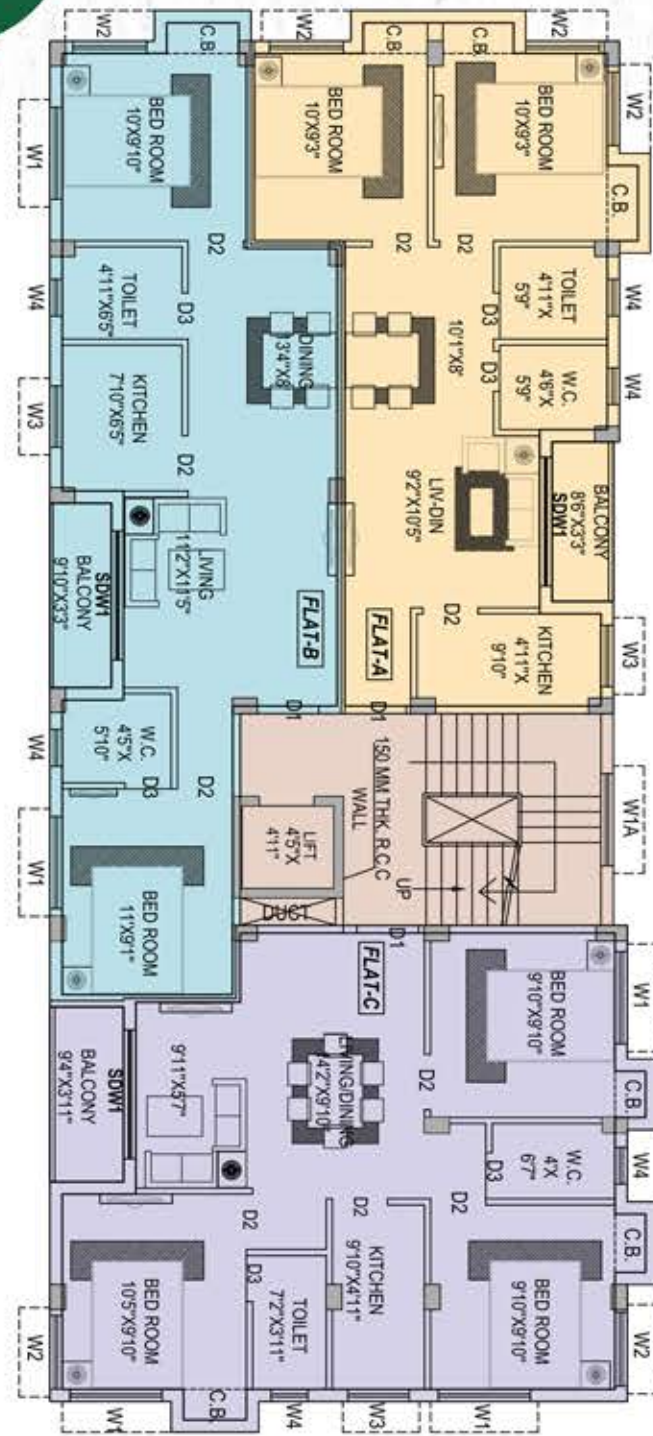 W2
C.B
W2
C.B
C.B
W2
W2
C.B.
W1
BED ROOM
10'X9'10"
BED ROOM
10'X9'3"
BED ROOM
10'X9'3"
D2
D2
D2
W4
TOILET
4'11"X6'5"
D3
DINING
13'4"X8'
10'1"X8'
D3
TOILET
4'11"X
5'9"
W4
D3
W.C.
4'6"X
5'9"
W4
W3
KITCHEN
7'10"X6'5"
D2
LIV-DIN
9'2"X10'5"
BALCONY
8'6"X3'3"
SDW1
LIVING
11'2"X11'5"
SDW1
BALCONY
9'10"X3'3"
FLAT-B
FLAT-A
D2
KITCHEN
4'11"X
9'10"
W3
D1
D1
W4
W.C.
4'5"X
5'10"
D3
D2
150 MM THK. R.C.C
WALL
W1A
LIFT
4'5"X
4'11"
UP
W1
BED ROOM
11'X9'1"
DUCT
D1
FLAT-C
BED ROOM
9'10"X9'10"
W1
C.B.
SDW1
BALCONY
9'4"X3'11"
9'11"X5'7"
LIVING/DINING
14'2"X9'10"
D2
W.C.
4'X
6'7"
D3
W4
C.B.
D2
D2
D2
D3
W2
BED ROOM
10'5"X9'10"
TOILET
7'2"X3'11"
KITCHEN
9'10"X4'11"
BED ROOM
9'10"X9'10"
W2
W1
C.B.
W4
W3
W1